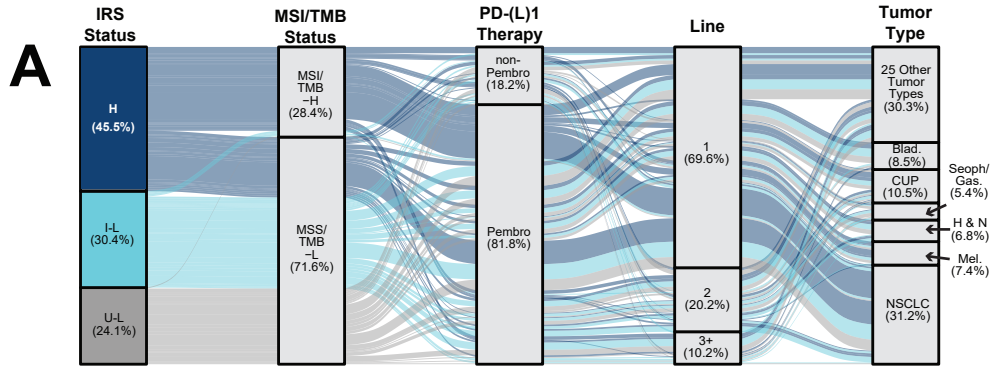 A
IRS
Status
MSI/TMB
Status
PD-(L)1
Therapy
Line
Tumor
Type
H
(45.5%)
I-L
(30.4%)
U-L
(24.1%)
MSI/
TMB
−H
(28.4%)
MSS/
TMB
−L
(71.6%)
non-
Pembro
(18.2%)
Pembro
(81.8%)
1
(69.6%)
2
(20.2%)
3+
(10.2%)
25 Other
Tumor
Types
(30.3%)
Blad.
(8.5%)
CUP
(10.5%)
Seoph/
Gas.
(5.4%)
H & N
(6.8%)
Mel.
(7.4%)
NSCLC
(31.2%)